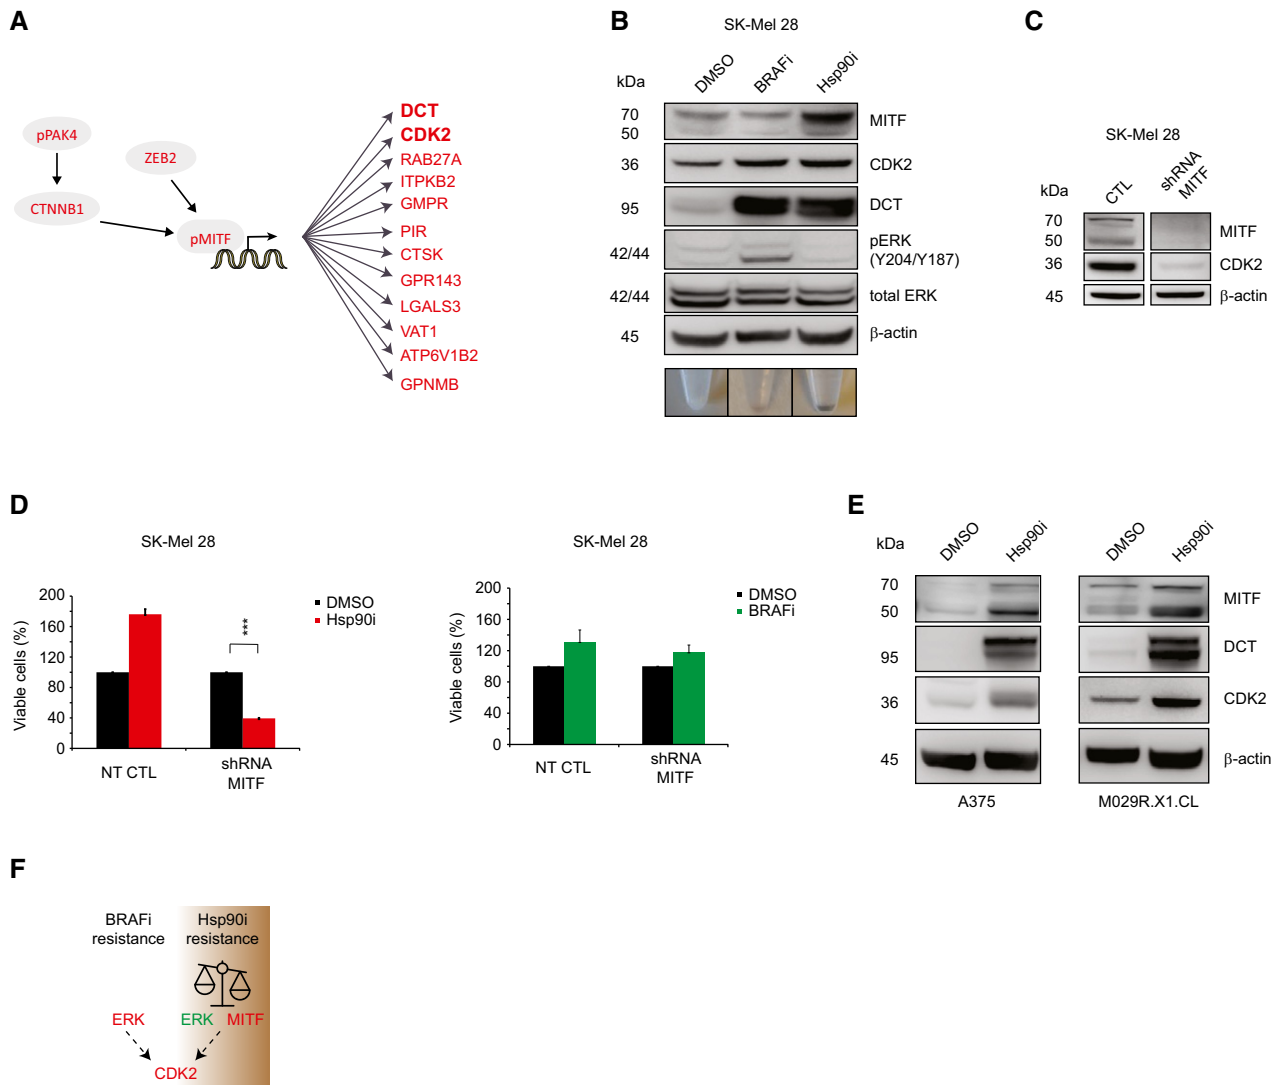 A
pPAK4
ZEB2
CTNNB1
pMITF
DCT
CDK2
RAB27A
ITPKB2
GMPR
PIR
CTSK
GPR143
LGALS3
VAT1
ATP6V1B2
GPNMB
B
SK-Mel 28
kDa
DMSO
BRAFi
Hsp90i
70
50
MITF
36
CDK2
95
DCT
42/44
pERK
(Y204/Y187)
42/44
total ERK
45
β-actin
C
SK-Mel 28
kDa
CTL
shRNA
MITF
70
50
MITF
36
CDK2
45
β-actin
D
SK-Mel 28
Viable cells (%)
200
160
120
80
40
0
***
DMSO
Hsp90i
NT CTL
shRNA
MITF
SK-Mel 28
Viable cells (%)
200
160
120
80
40
0
DMSO
BRAFi
NT CTL
shRNA
MITF
E
kDa
DMSO
Hsp90i
DMSO
Hsp90i
70
50
MITF
95
DCT
36
CDK2
45
β-actin
A375
M029R.X1.CL
F
BRAFi
resistance
Hsp90i
resistance
ERK
ERK
MITF
CDK2